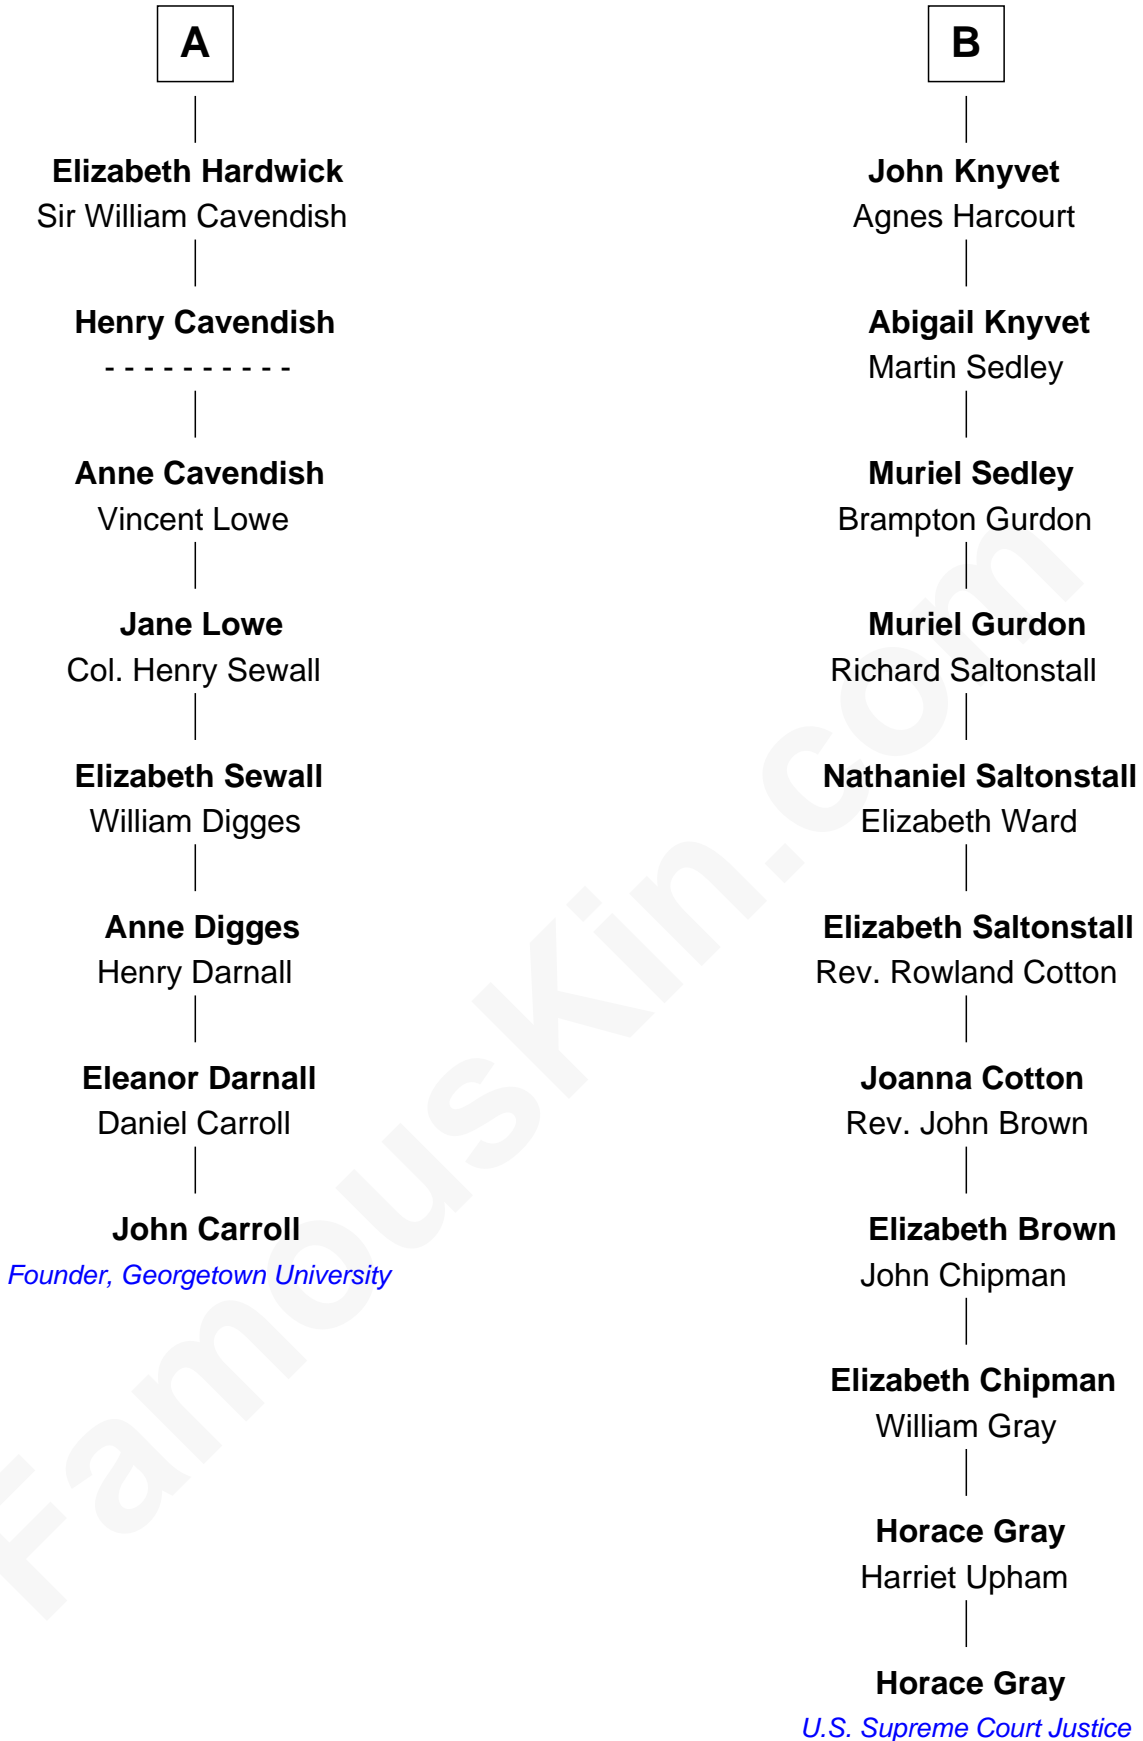 A
Elizabeth Hardwick
Sir William Cavendish
Henry Cavendish
- - - - - - - - - -
Anne Cavendish
Vincent Lowe
Jane Lowe
Col. Henry Sewall
Elizabeth Sewall
William Digges
Anne Digges
Henry Darnall
Eleanor Darnall
Daniel Carroll
John Carroll
Founder, Georgetown University
B
John Knyvet
Agnes Harcourt
Abigail Knyvet
Martin Sedley
Muriel Sedley
Brampton Gurdon
Muriel Gurdon
Richard Saltonstall
Nathaniel Saltonstall
Elizabeth Ward
Elizabeth Saltonstall
Rev. Rowland Cotton
Joanna Cotton
Rev. John Brown
Elizabeth Brown
John Chipman
Elizabeth Chipman
William Gray
Horace Gray
Harriet Upham
Horace Gray
U.S. Supreme Court Justice
FamousKin.com